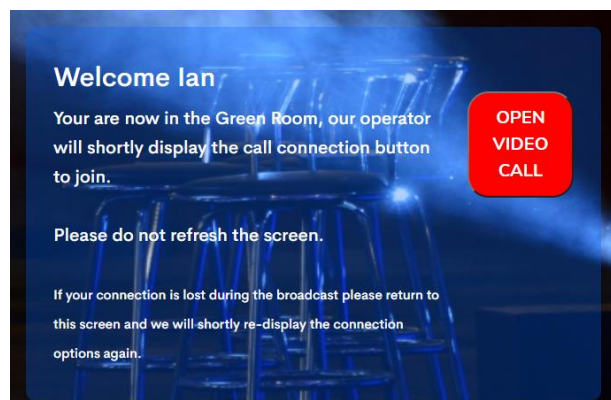 Welcome Ian
Your are now in the Green Room, our operator
will shortly display the call connection button
to join.
OPEN
VIDEO
CALL
Please do not refresh the screen.
If your connection is lost during the broadcast please return to
this screen and we will shortly re-display the connection
options again.